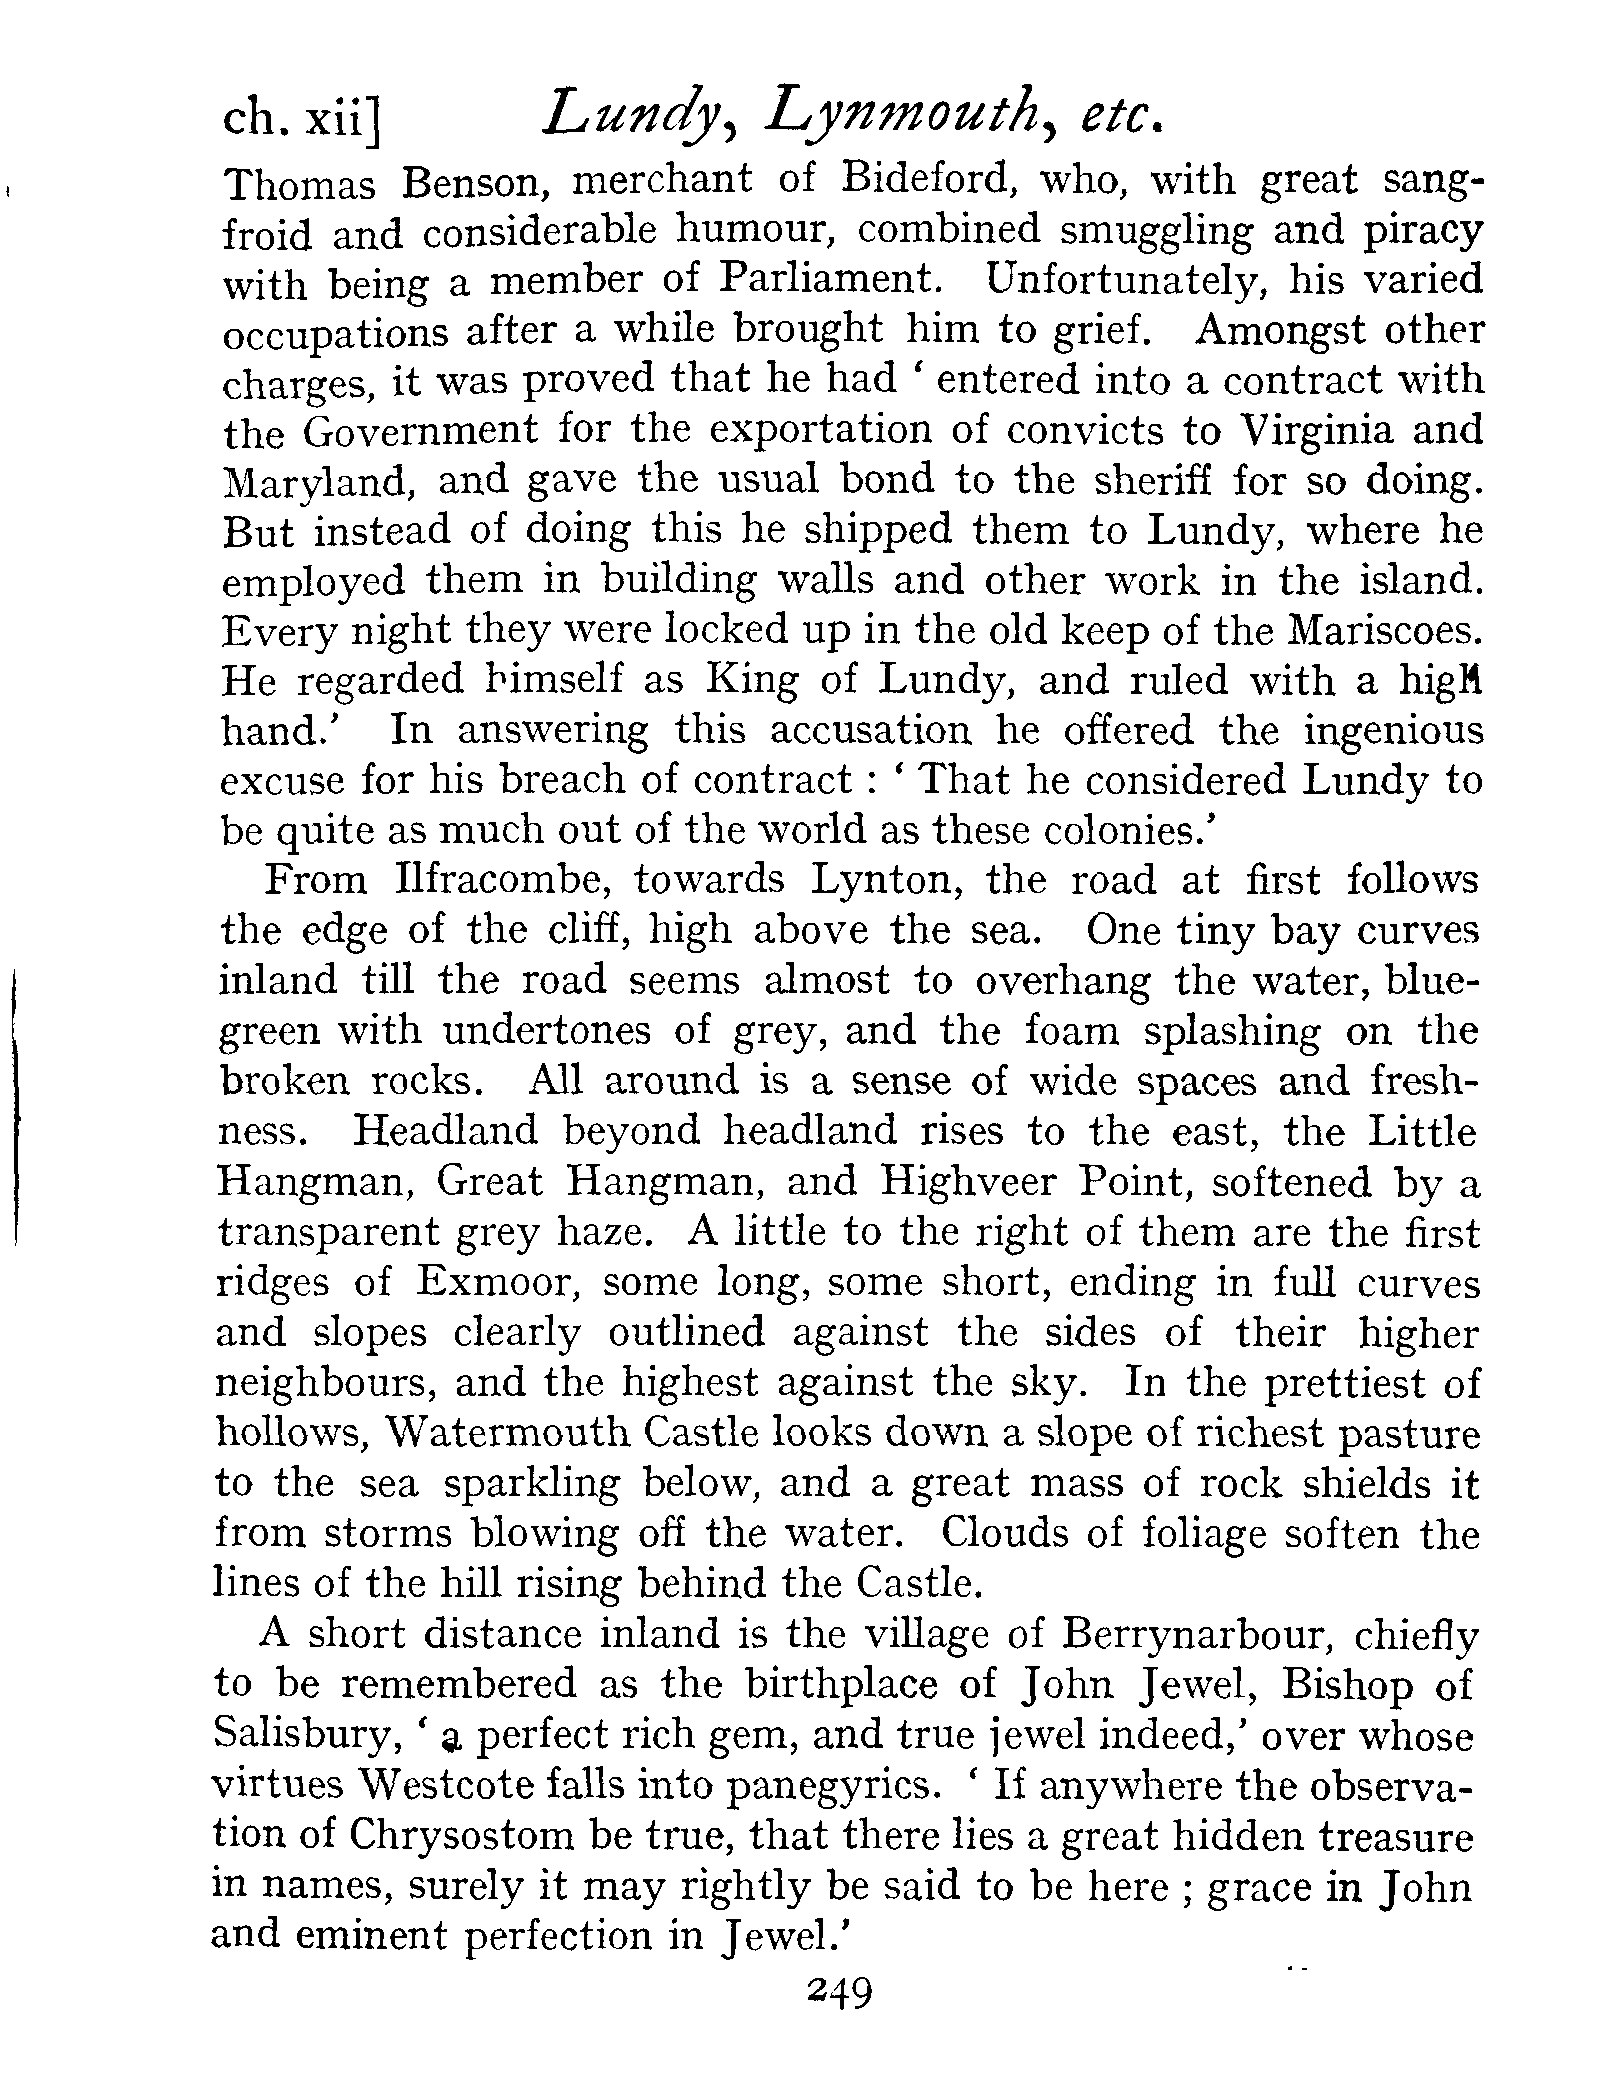 ch. xii] Lundy, Lynmouth, etc.
Thomas Benson, merchant of Bideford, who, with great sang-
froid and considerable humour, combined smuggling and piracy
with being a member of Parliament. Unfortunately, his varied
occupations after a while brought him to grief. Amongst other
charges, it was proved that he had ‘ entered into a contract with
the Government for the exportation of convicts to Virginia and
Maryland, and gave the usual bond to the sheriff for so doing.
But instead of doing this he shipped them to Lundy, where he
employed them in building walls and other work in the island.
Every night they were locked up in the old keep of the Mariscoes.
He regarded himself as King of Lundy, and ruled with a high
hand.’ In answering this accusation he offered the ingenious
excuse for his breach of contract : ‘ That he considered Lundy to
be quite as much out of the world as these colonies.’
From Ilfracombe, towards Lynton, the road at first follows
the edge of the cliff, high above the sea. One tiny bay curves
inland till the road seems almost to overhang the water, blue-
green with undertones of grey, and the foam splashing on the
broken rocks. All around is a sense of wide spaces and fresh-
ness. Headland beyond headland rises to the east, the Little
Hangman, Great Hangman, and Highveer Point, softened by a
transparent grey haze. A little to the right of them are the first
ridges of Exmoor, some long, some short, ending in full curves
and slopes clearly outlined against the sides of their higher
neighbours, and the highest against the sky. In the prettiest of
hollows, Watermouth Castle looks down a slope of richest pasture
to the sea sparkling below, and a great mass of rock shields it
from storms blowing off the water. Clouds of foliage soften the
lines of the hill rising behind the Castle.
A short distance inland is the village of Berrynarbour, chiefly
to be remembered as the birthplace of John Jewel, Bishop of
Salisbury, ‘ a perfect rich gem, and true jewel indeed,’ over whose
virtues Westcote falls into panegyrics. ‘ If anywhere the observa-
tion of Chrysostom be true, that there lies a great hidden treasure
in names, surely it may rightly be said to be here ; grace in John
and eminent perfection in Jewel.’
249